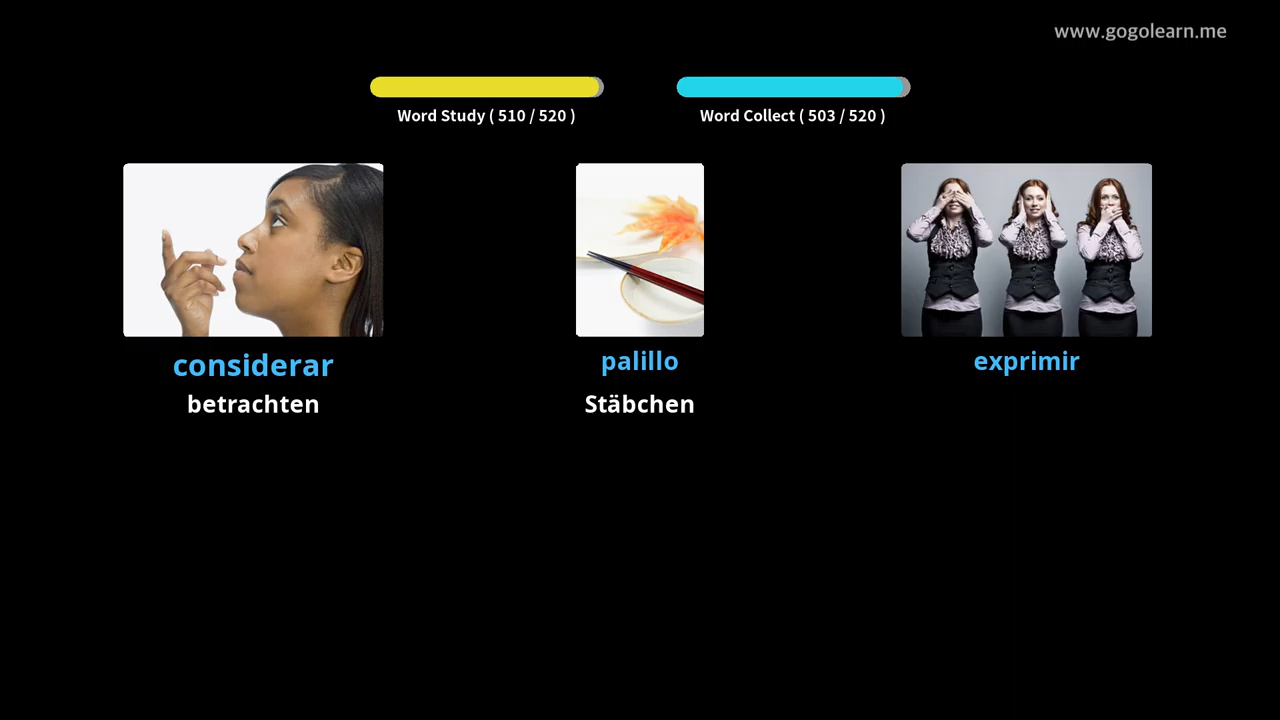 www.gogolearn.me
Word Study ( 510 / 520 )
Word Collect ( 503 / 520 )
considerar
betrachten
palillo
Stäbchen
exprimir